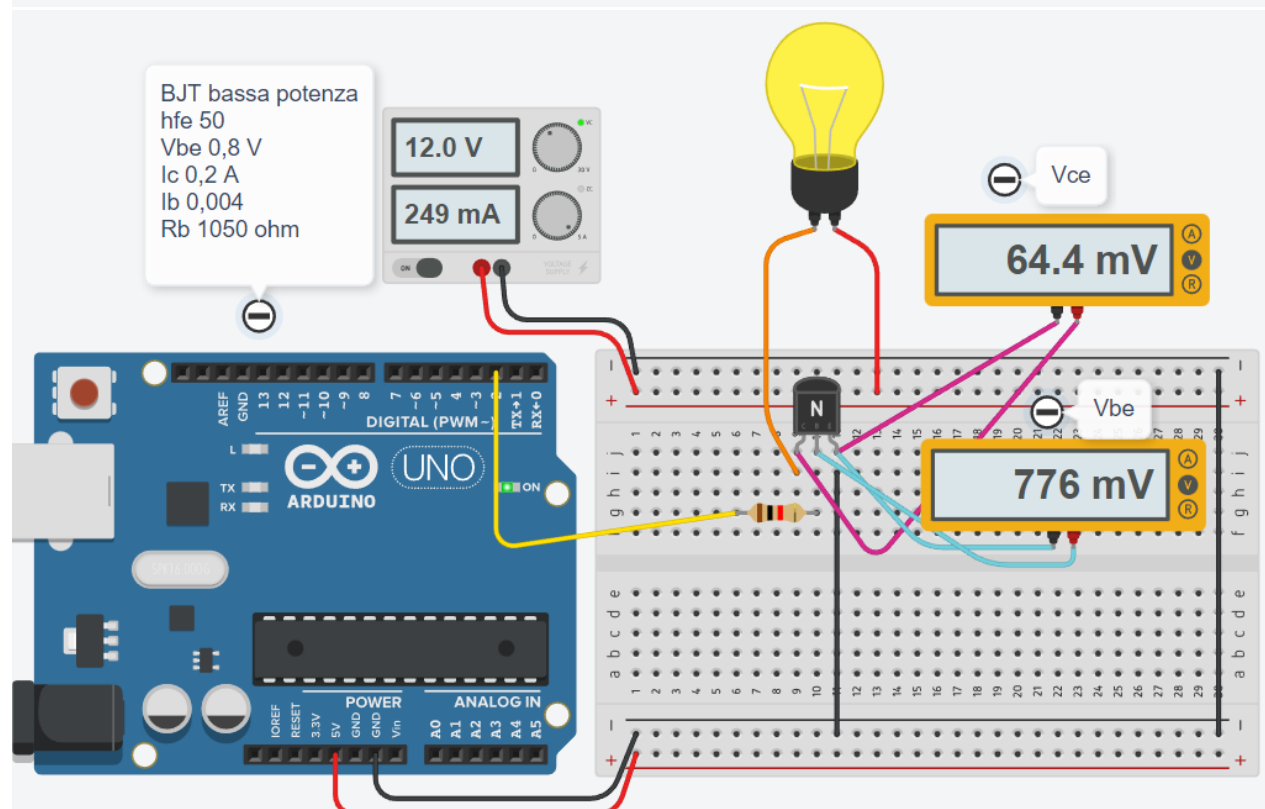 BJT bassa potenza
hfe 50
Vbe 0,8 V
Ic 0,2 A
Ib 0,004
Rb 1050 ohm
12.0 V
249 mA
ON
VOLTAGE
SUPPLY
Vce
64.4 mV
A
V
R
Vbe
776 mV
A
V
R
N
AREF
GND
13
12
~11
~10
~9
8
7
~6
~5
4
~3
2
TX→1
RX←0
DIGITAL (PWM ~)
L
TX
RX
ARDUINO
UNO
ON
POWER
ANALOG IN
IOREF
RESET
3.3V
5V
GND
GND
Vin
A0
A1
A2
A3
A4
A5